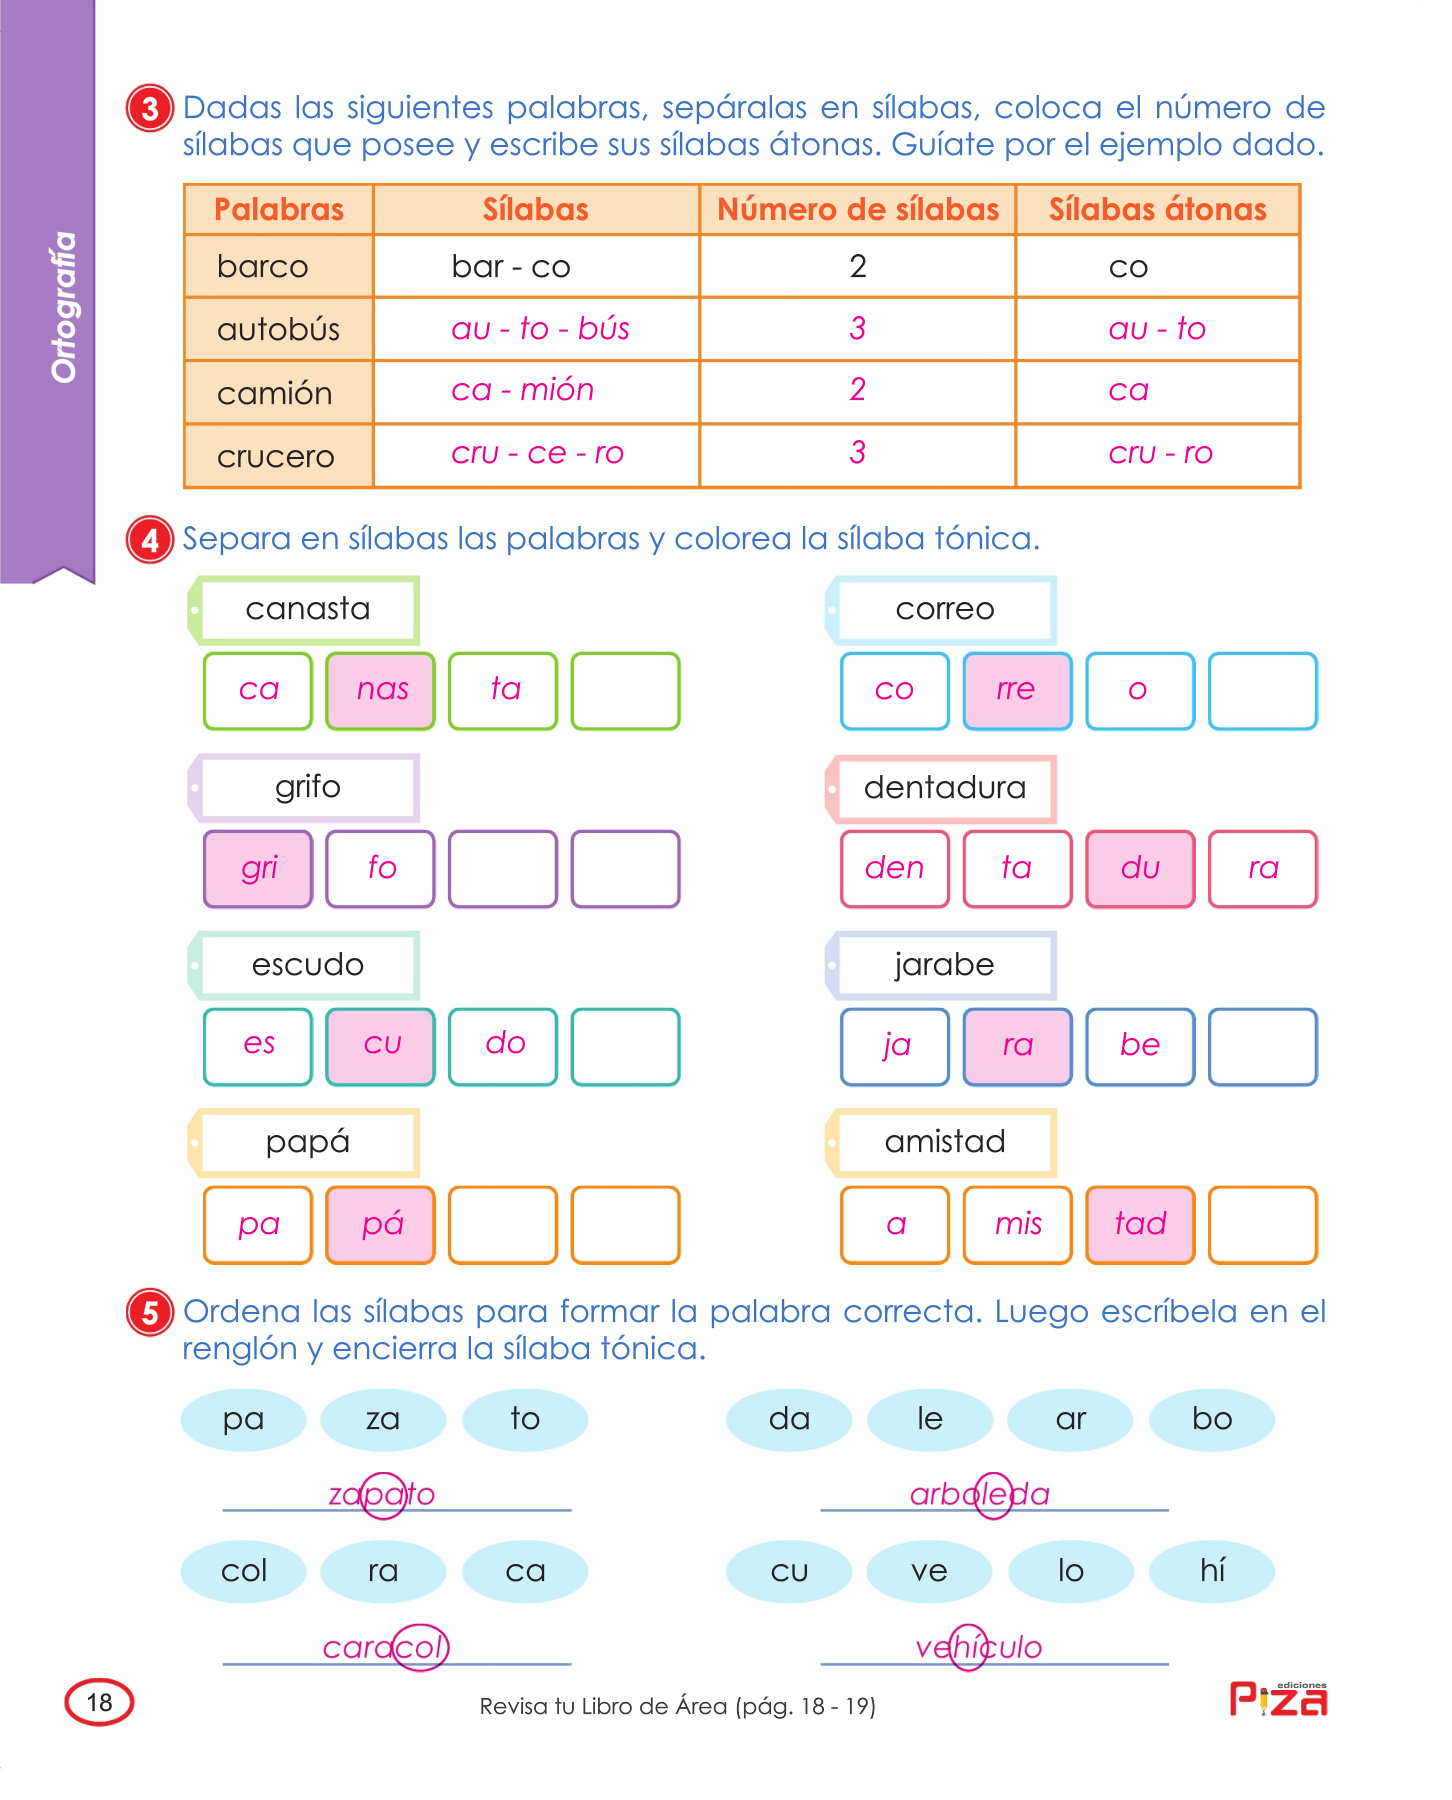 Ortografía
3 Dadas las siguientes palabras, sepáralas en sílabas, coloca el número de
sílabas que posee y escribe sus sílabas átonas. Guíate por el ejemplo dado.
Palabras Sílabas Número de sílabas Sílabas átonas
barco bar - co 2 co
autobús au - to - bús 3 au - to
camión ca - mión 2 ca
crucero cru - ce - ro 3 cru - ro
4 Separa en sílabas las palabras y colorea la sílaba tónica.
canasta correo
ca nas ta co rre o
grifo dentadura
gri fo den ta du ra
escudo jarabe
es cu do ja ra be
papá amistad
pa pá a mis tad
5 Ordena las sílabas para formar la palabra correcta. Luego escríbela en el
renglón y encierra la sílaba tónica.
pa za to da le ar bo
zapato arboleda
col ra ca cu ve lo hí
caracol vehículo
18 Revisa tu Libro de Área (pág. 18 - 19) ediciones
Piza